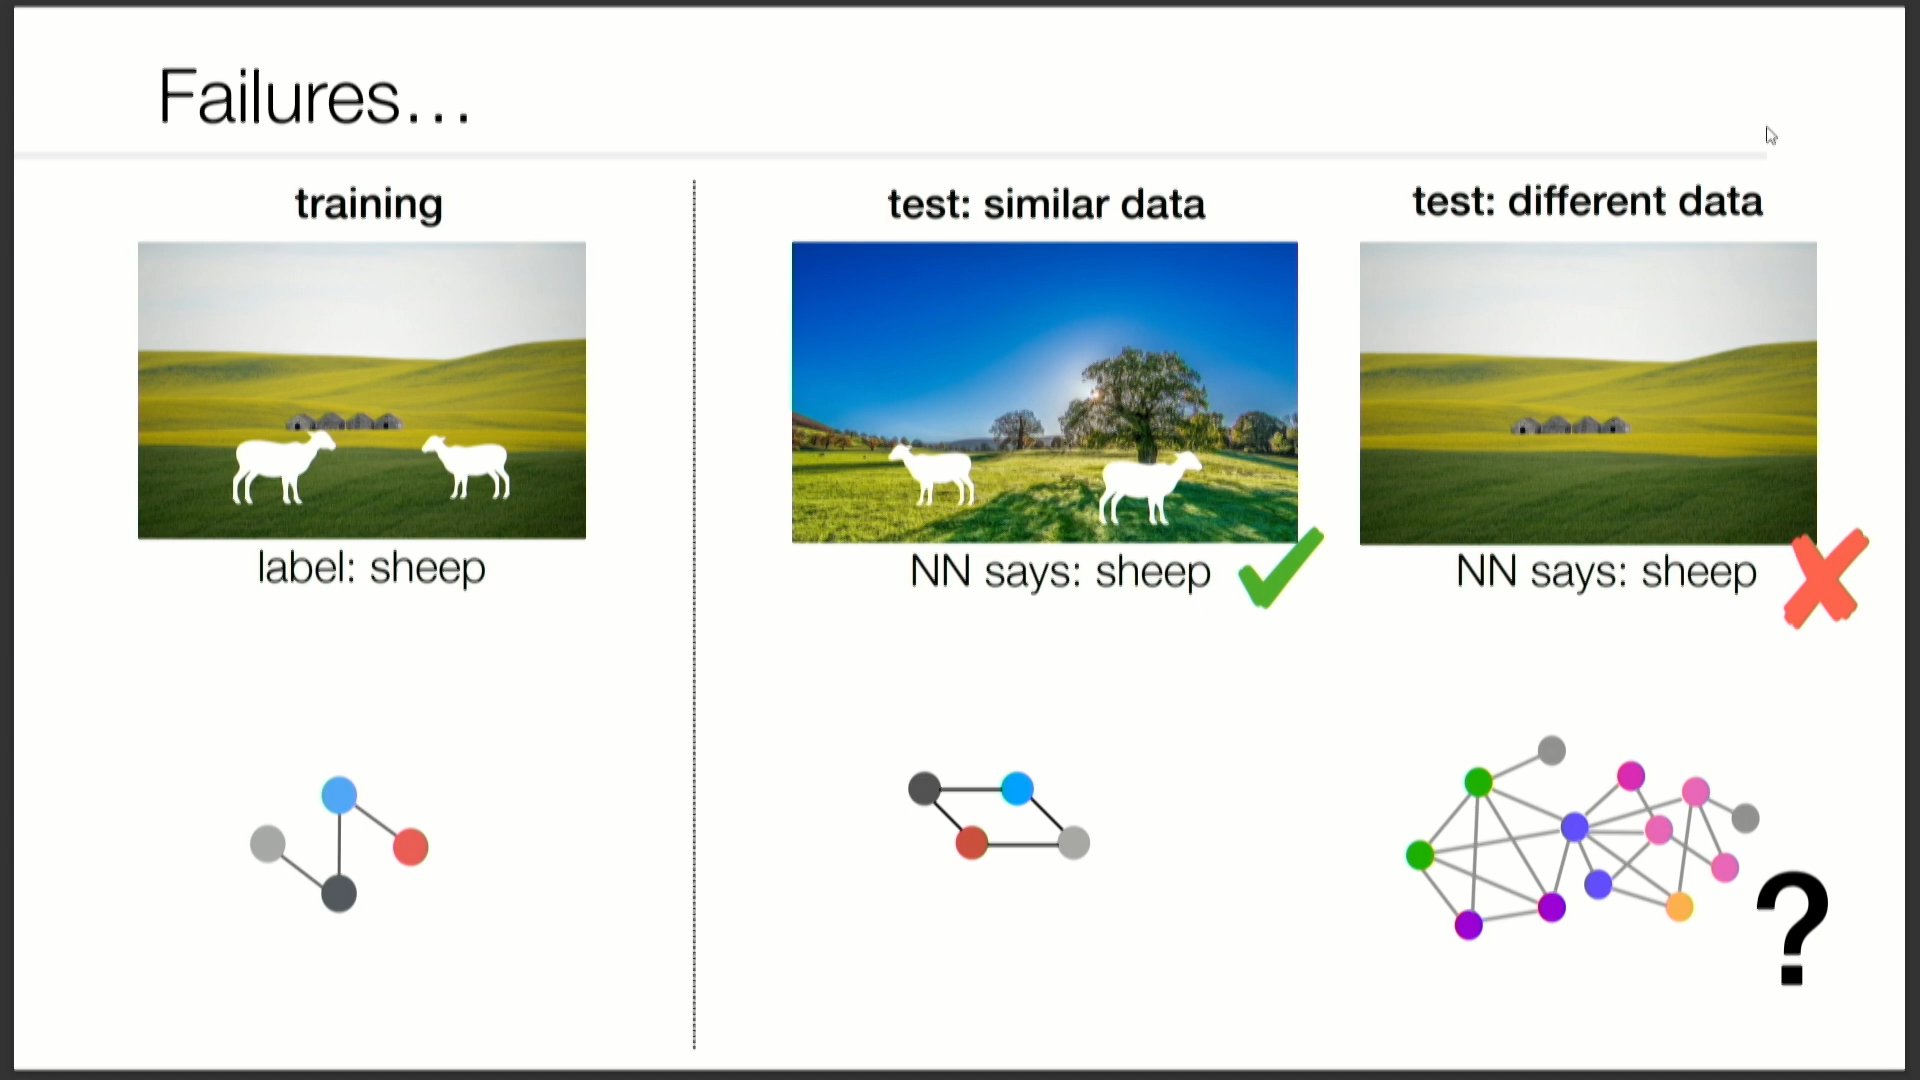 Failures...
training
test: similar data
test: different data
label: sheep
NN says: sheep
NN says: sheep
?